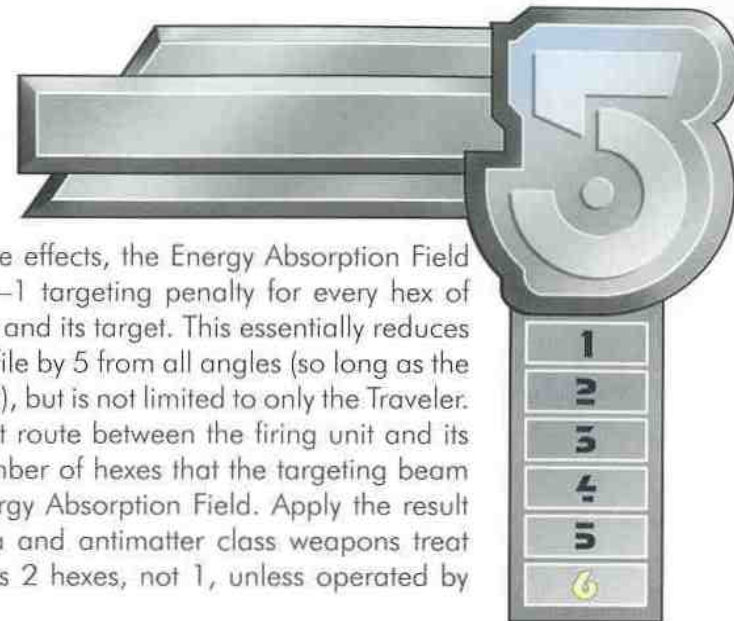 5
e effects, the Energy Absorption Field
–1 targeting penalty for every hex of
and its target. This essentially reduces
file by 5 from all angles (so long as the
), but is not limited to only the Traveler.
t route between the firing unit and its
mber of hexes that the targeting beam
ergy Absorption Field. Apply the result
and antimatter class weapons treat
s 2 hexes, not 1, unless operated by
1
2
3
4
5
6